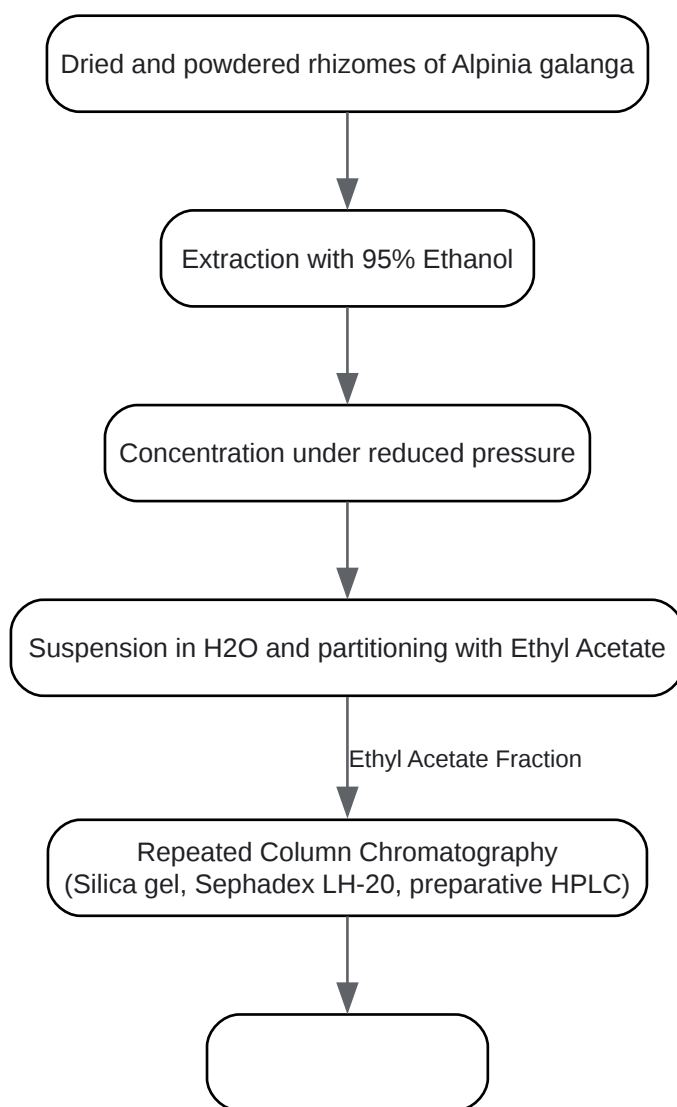 Dried and powdered rhizomes of Alpinia galanga
Extraction with 95% Ethanol
Concentration under reduced pressure
Suspension in H2O and partitioning with Ethyl Acetate
Ethyl Acetate Fraction
Repeated Column Chromatography
(Silica gel, Sephadex LH-20, preparative HPLC)